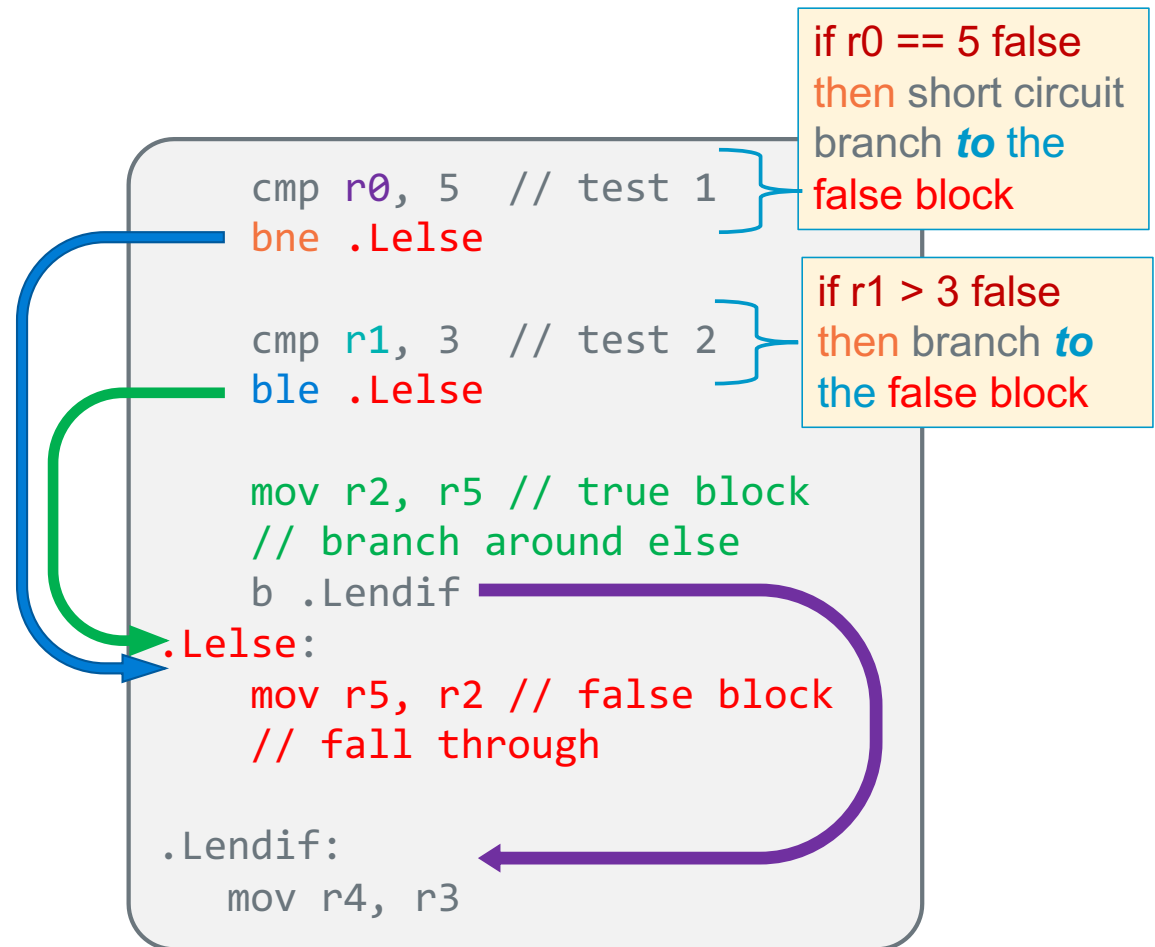 if r0 == 5 false
then short circuit
branch to the
false block
cmp r0, 5 // test 1
bne .Lelse
if r1 > 3 false
then branch to
the false block
cmp r1, 3 // test 2
ble .Lelse
mov r2, r5 // true block
// branch around else
b .Lendif
.Lelse:
mov r5, r2 // false block
// fall through
.Lendif:
mov r4, r3